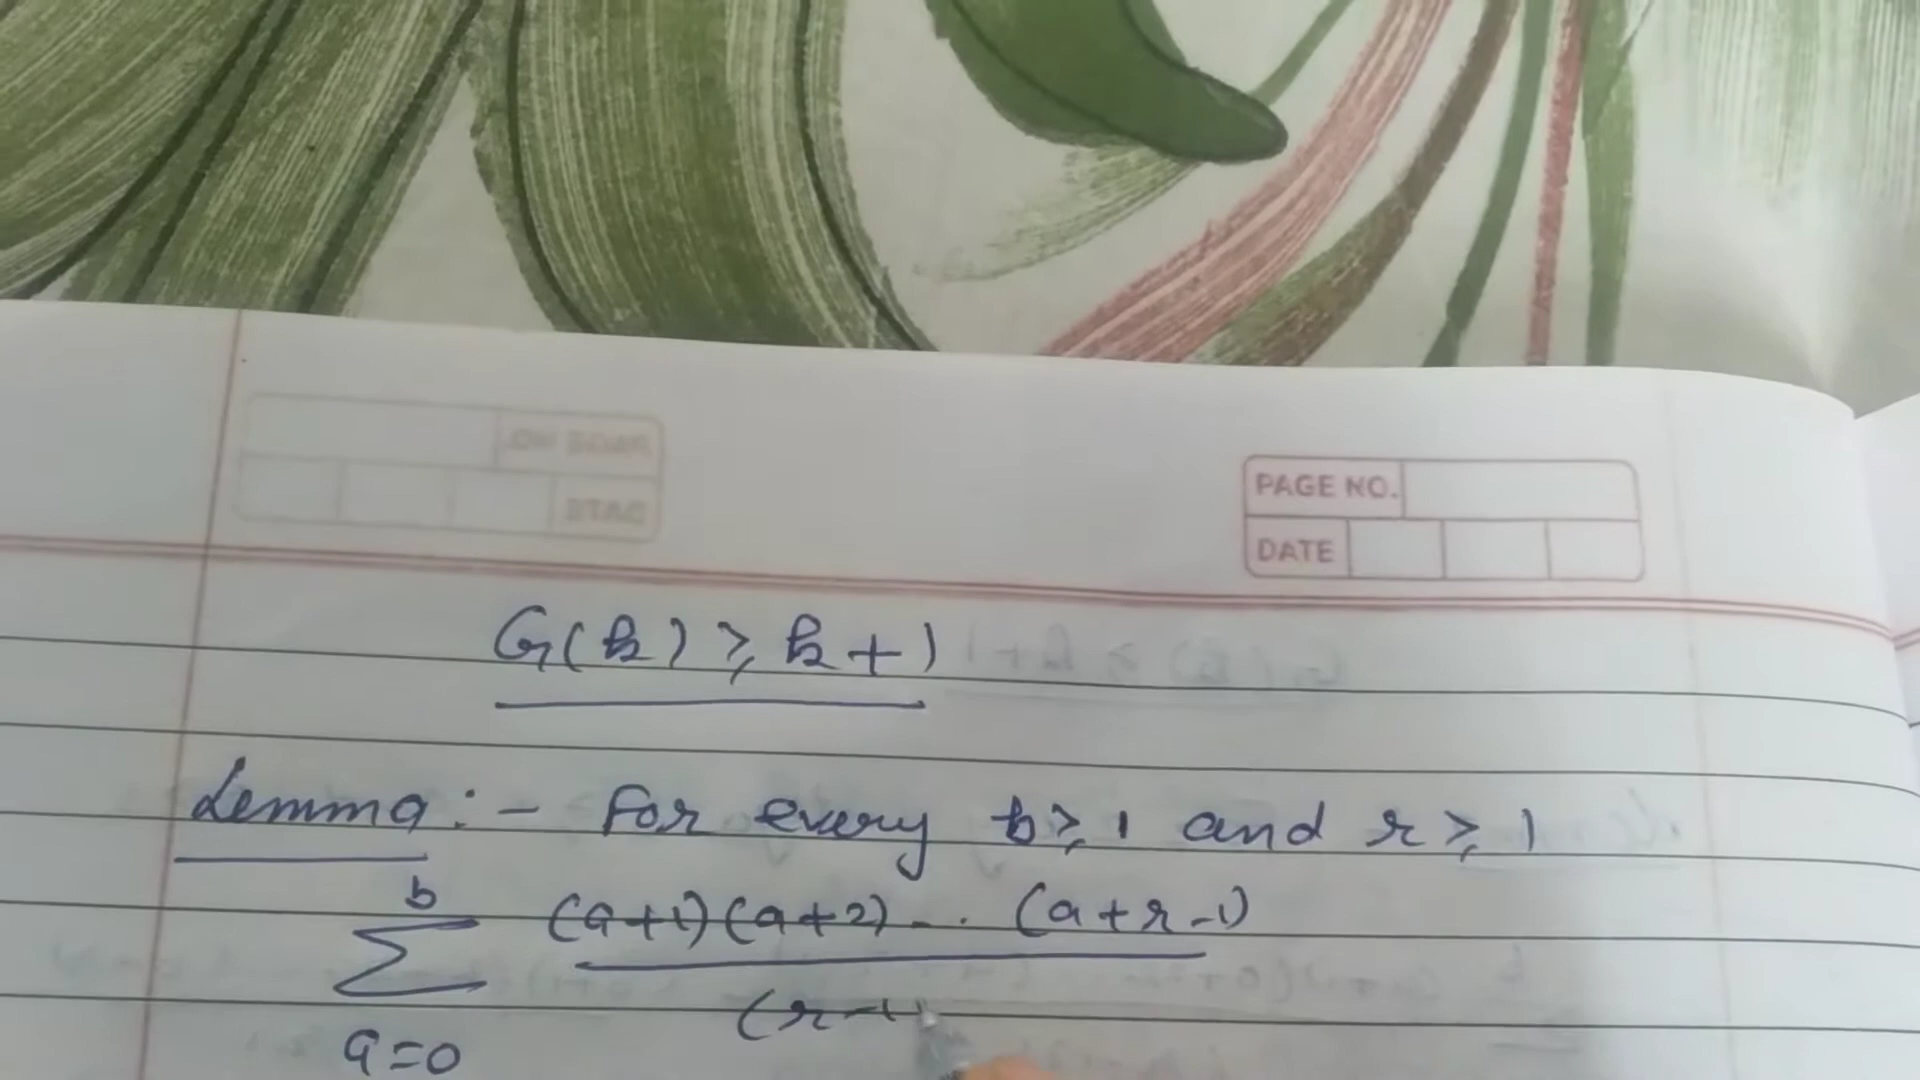 PAGE NO.
DATE
G(k) ≥ k+1
Lemma :- For every b ≥ 1 and r ≥ 1
b
∑ (a+1)(a+2)... (a+r-1)
(r-1)
a=0